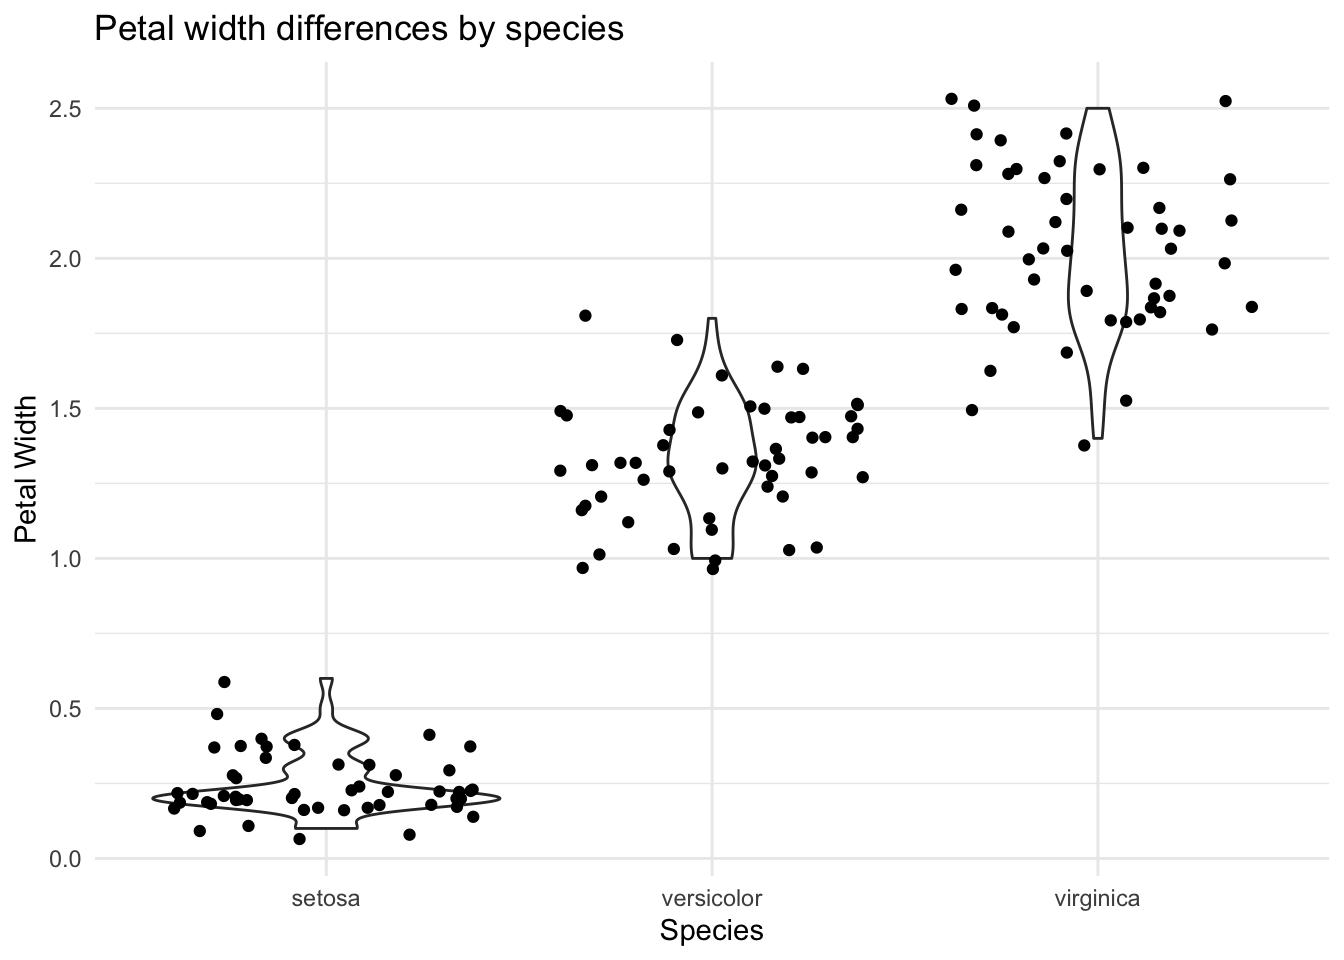 Petal width differences by species
Petal Width
2.5
2.0
1.5
1.0
0.5
0.0
setosa versicolor virginica
Species